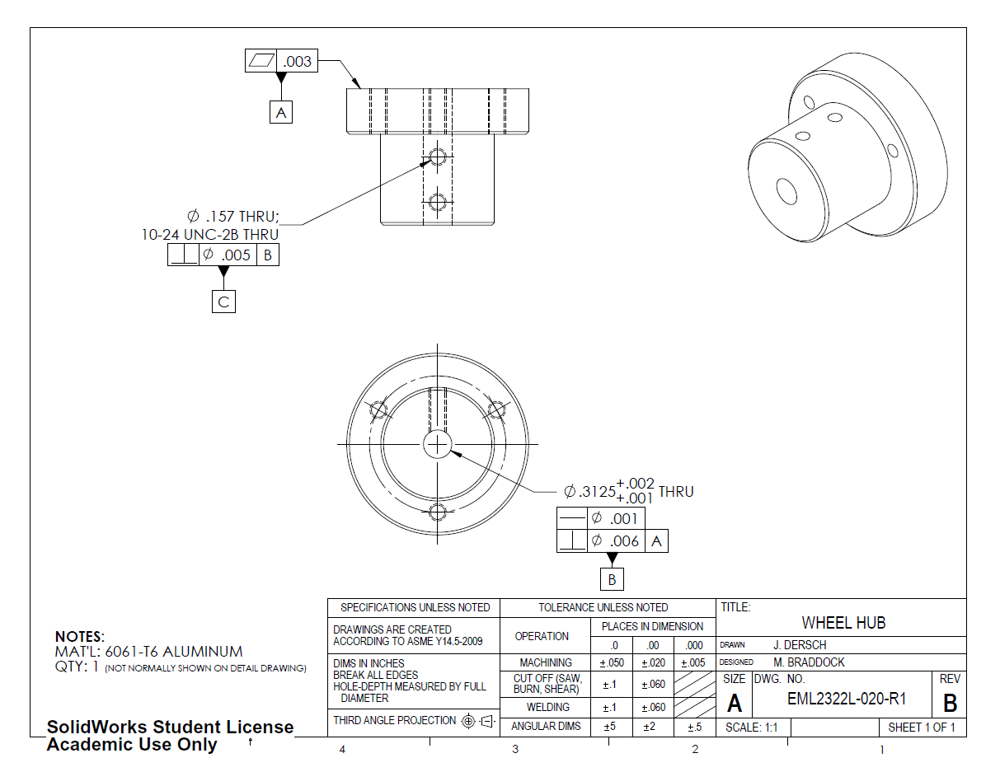 ⏥ .003
A
⌀ .157 THRU;
10-24 UNC-2B THRU
⟂ ⌀ .005 B
C
⌀ .3125 +.002 THRU
+.001
⏤ ⌀ .001
⟂ ⌀ .006 A
B
NOTES:
MAT'L: 6061-T6 ALUMINUM
QTY: 1 (NOT NORMALLY SHOWN ON DETAIL DRAWING)
SolidWorks Student License
Academic Use Only
SPECIFICATIONS UNLESS NOTED
DRAWINGS ARE CREATED
ACCORDING TO ASME Y14.5-2009
DIMS IN INCHES
BREAK ALL EDGES
HOLE-DEPTH MEASURED BY FULL
DIAMETER
THIRD ANGLE PROJECTION
TOLERANCE UNLESS NOTED
OPERATION
PLACES IN DIMENSION
.0 .00 .000
MACHINING ±.050 ±.020 ±.005
CUT OFF (SAW,
BURN, SHEAR) ±.1 ±.060
WELDING ±.1 ±.060
ANGULAR DIMS ±5 ±2 ±.5
TITLE:
WHEEL HUB
DRAWN J. DERSCH
DESIGNED M. BRADDOCK
SIZE DWG. NO. REV
A EML2322L-020-R1 B
SCALE: 1:1 SHEET 1 OF 1
4 3 2 1